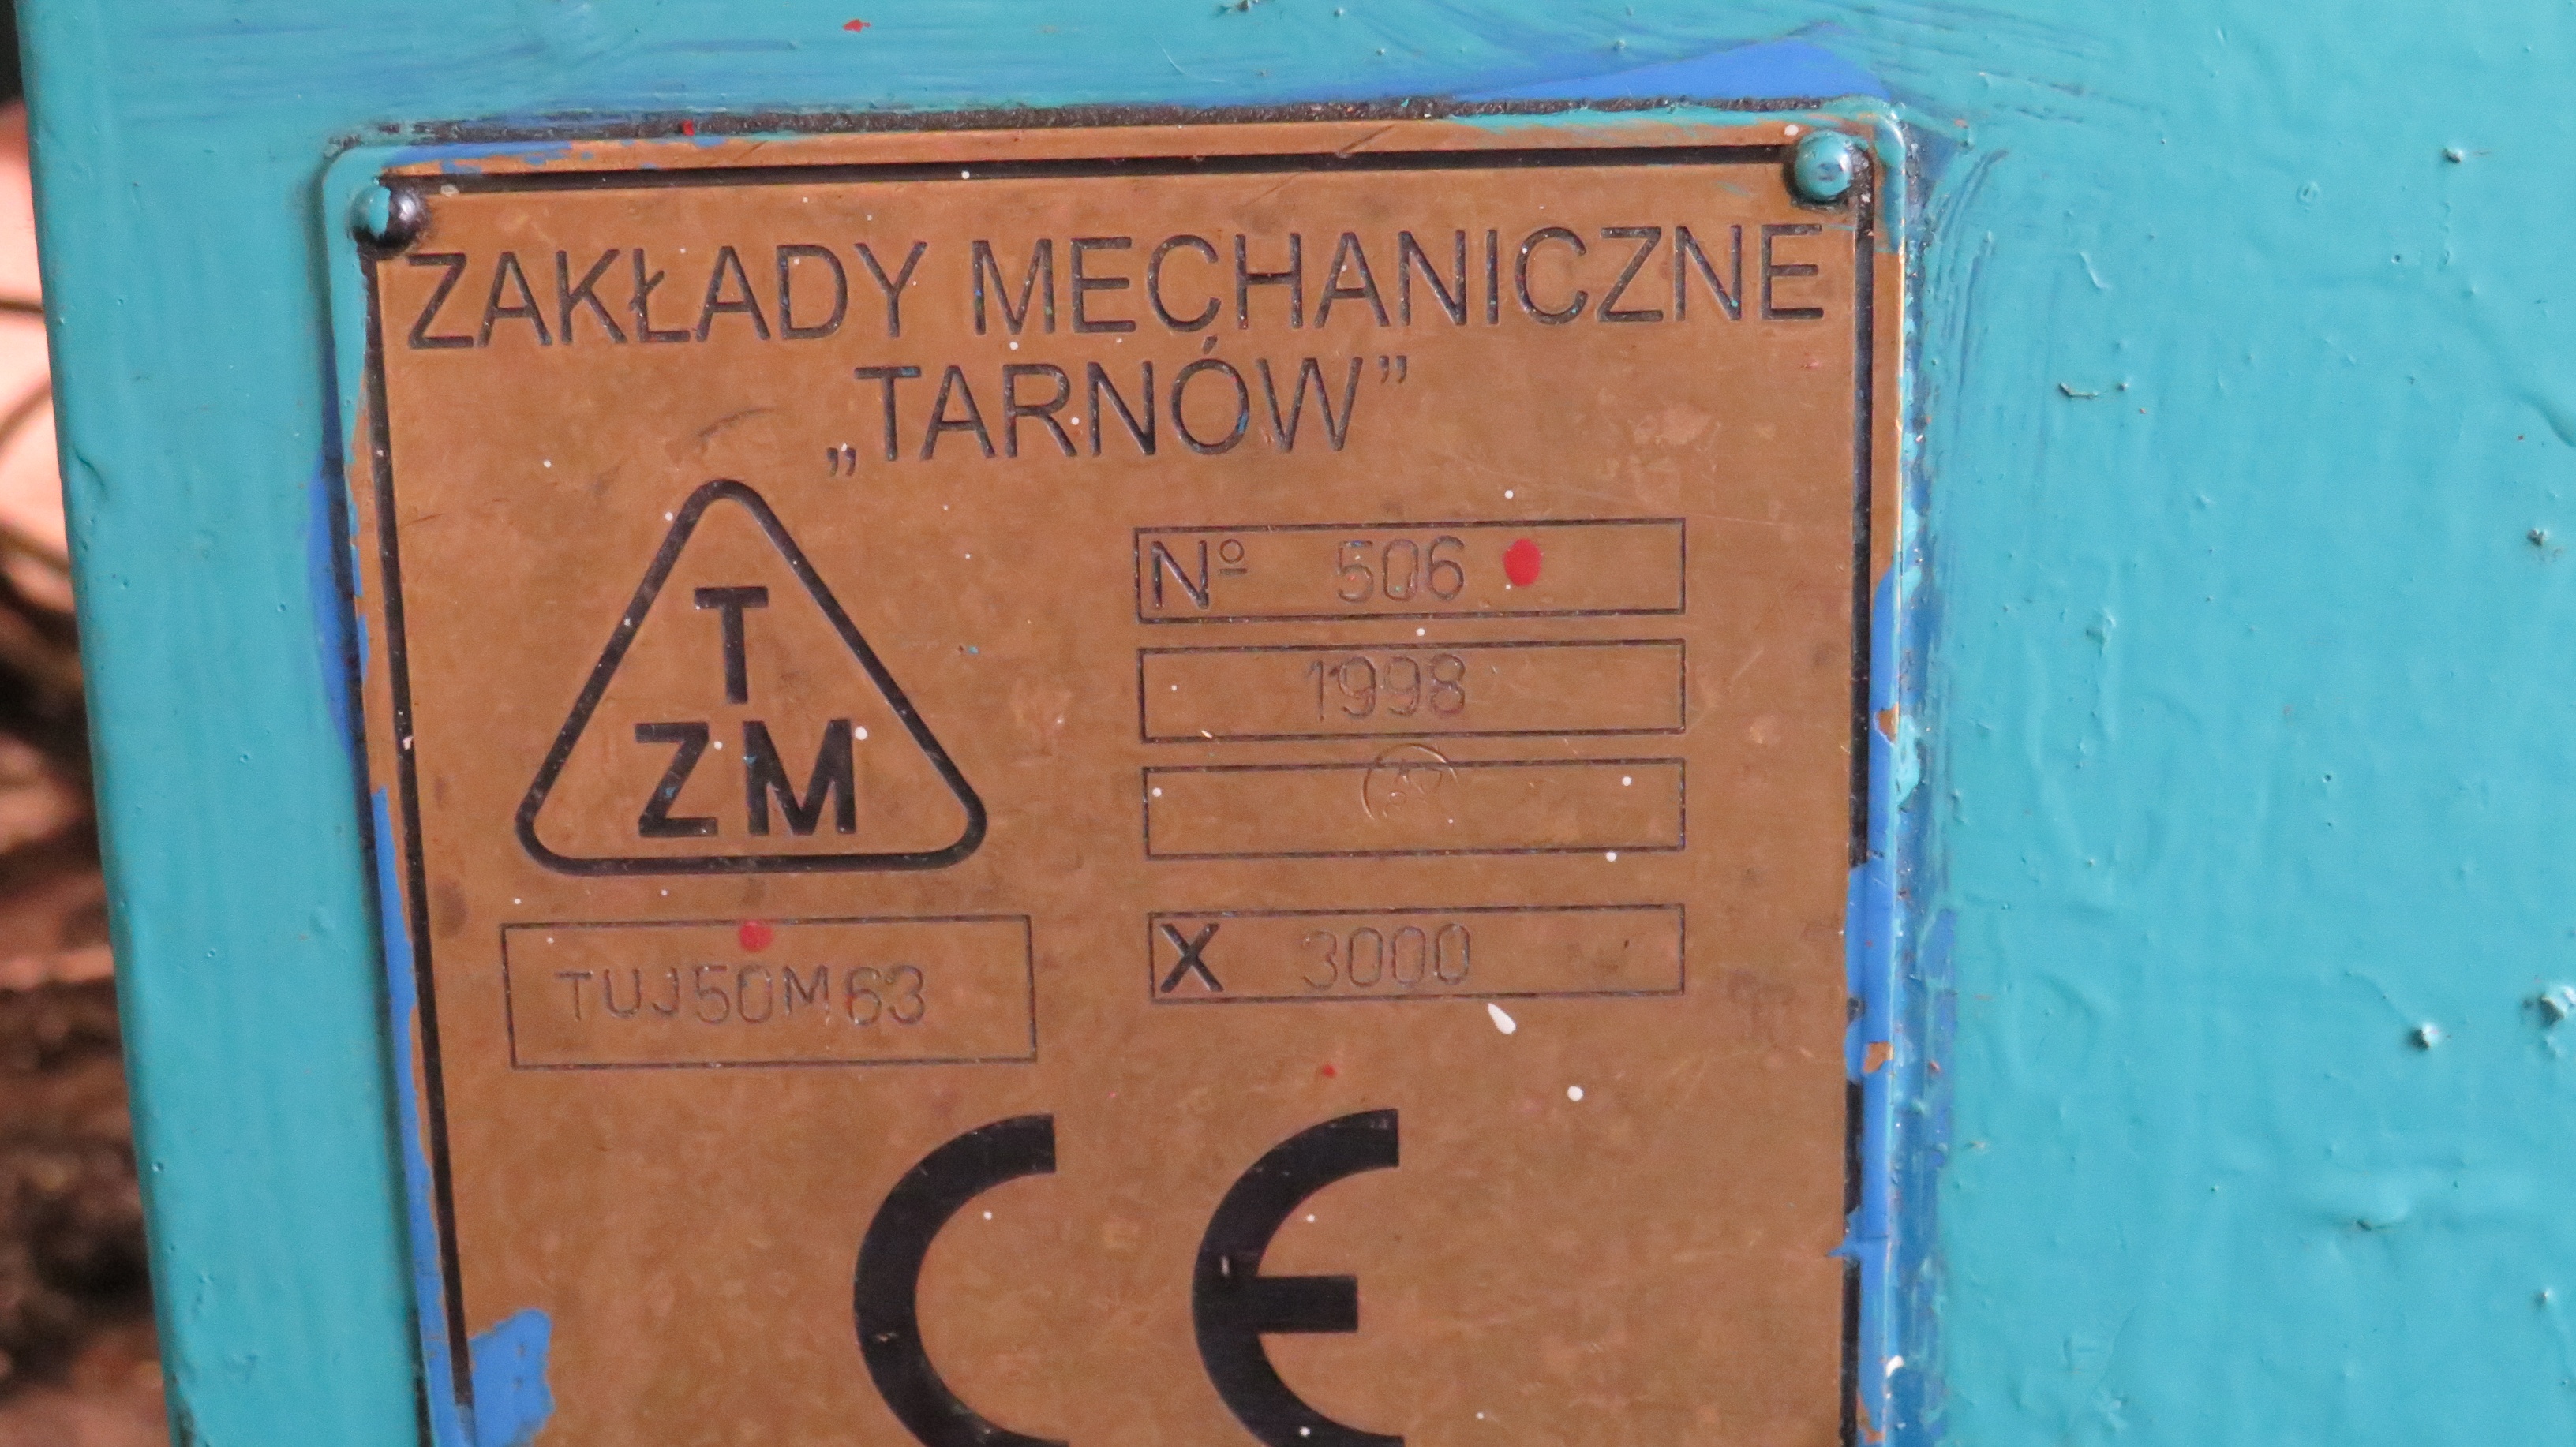 ZAKŁADY MECHANICZNE
„TARNÓW”
T
ZM
Nº 506
1998
X 3000
TUJ50M63
CE